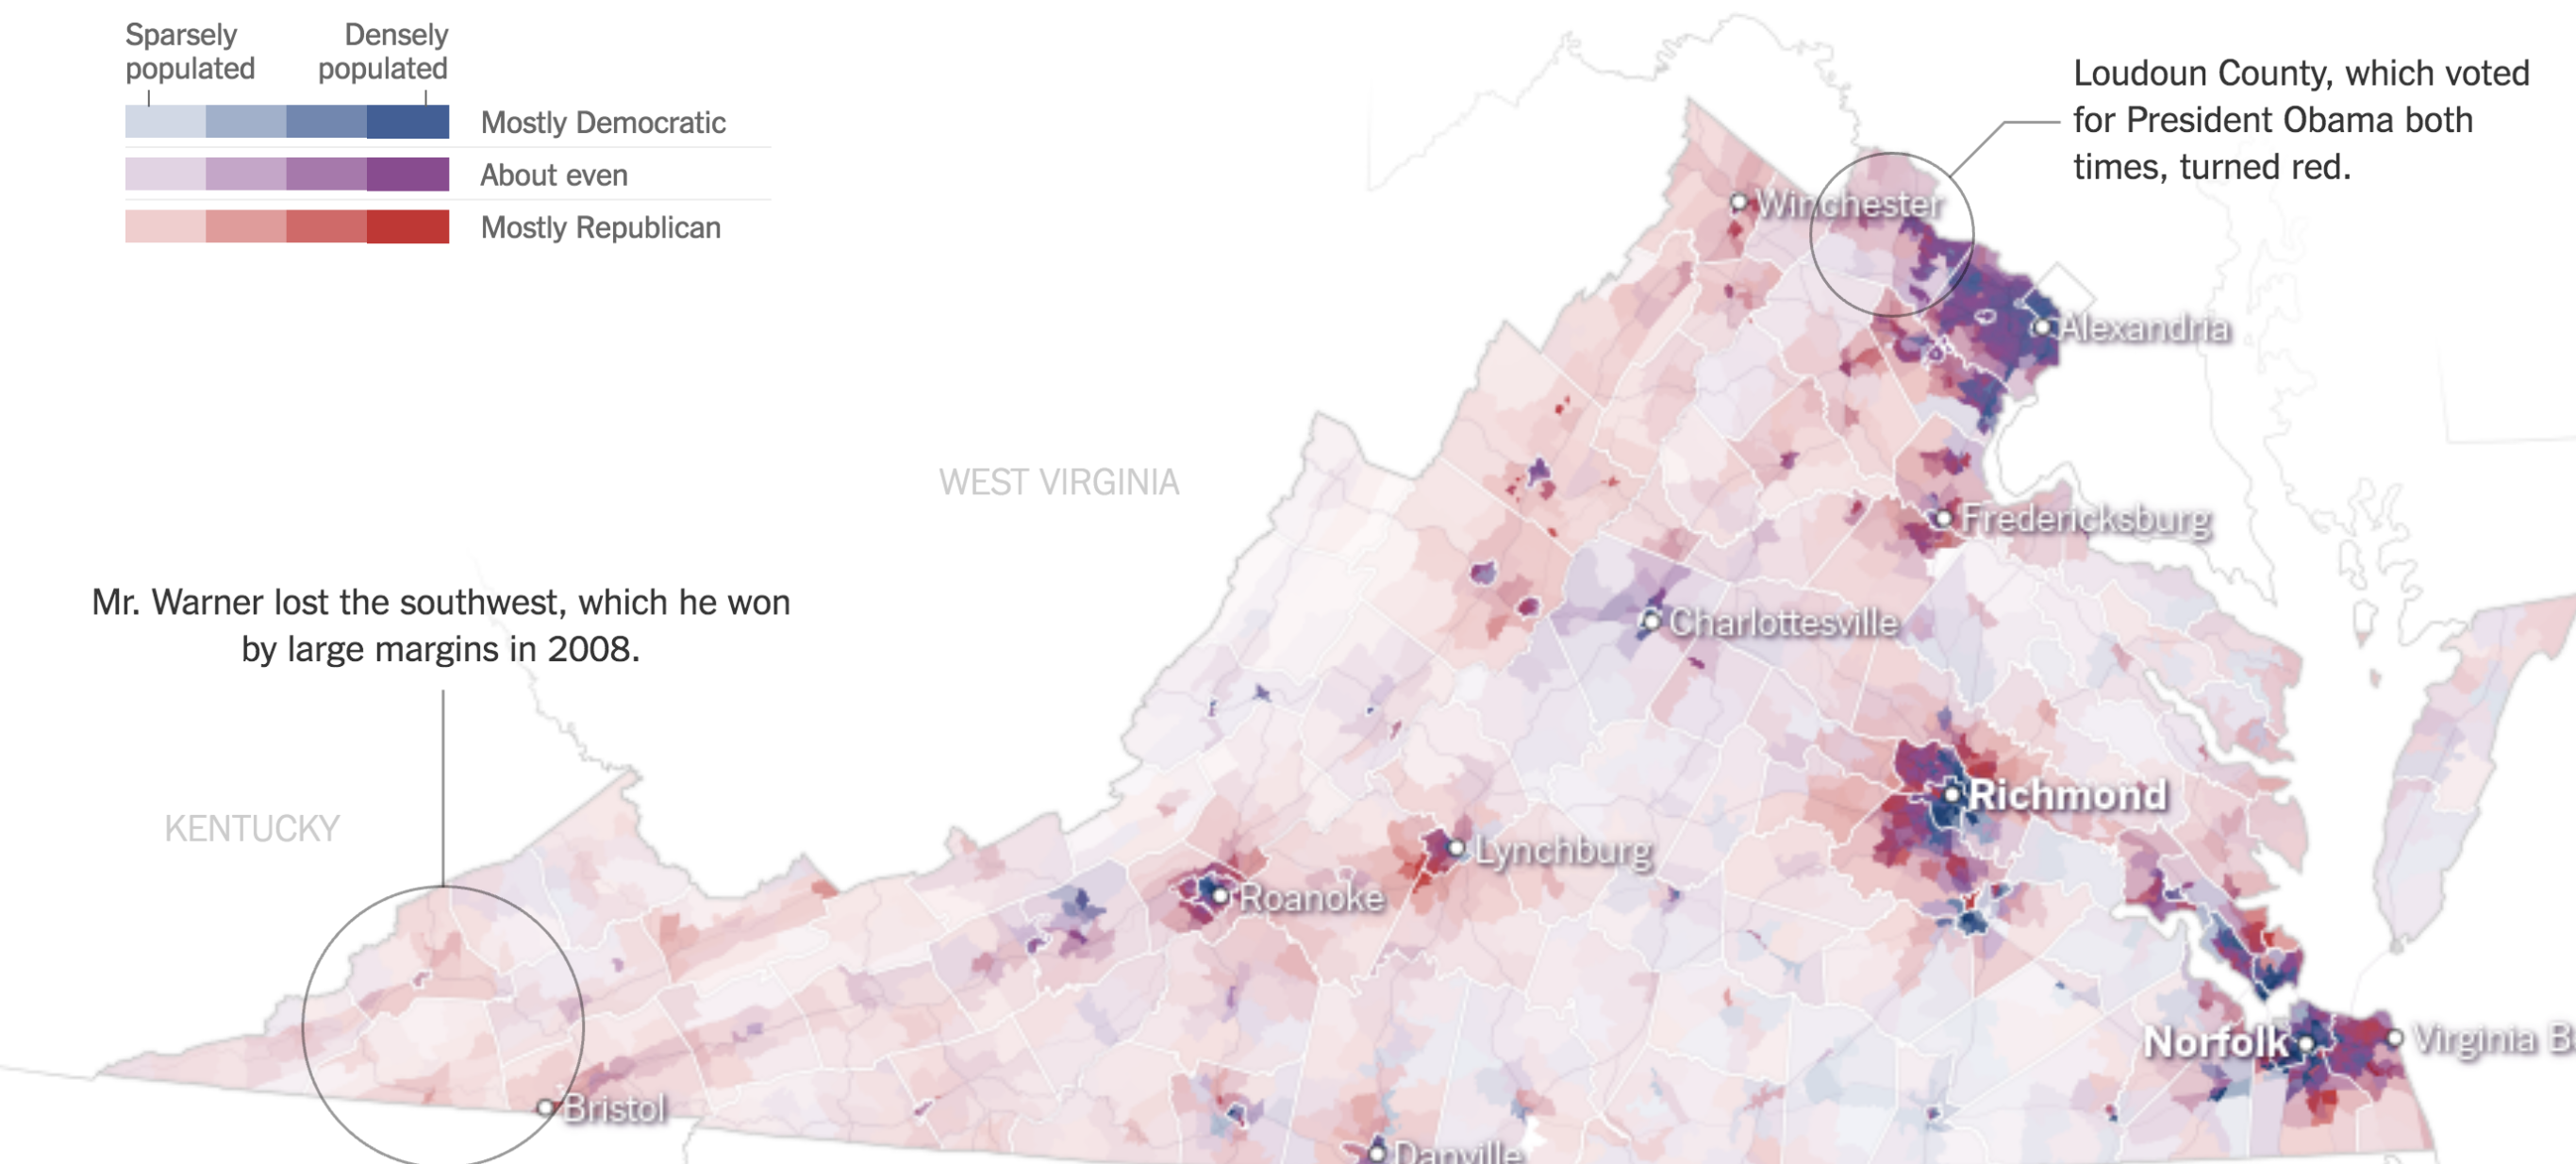 Sparsely
populated
Densely
populated
Mostly Democratic
About even
Mostly Republican
Loudoun County, which voted
for President Obama both
times, turned red.
Winchester
Alexandria
WEST VIRGINIA
Fredericksburg
Mr. Warner lost the southwest, which he won
by large margins in 2008.
Charlottesville
KENTUCKY
Richmond
Lynchburg
Roanoke
Norfolk
Virginia B
Bristol
Danville